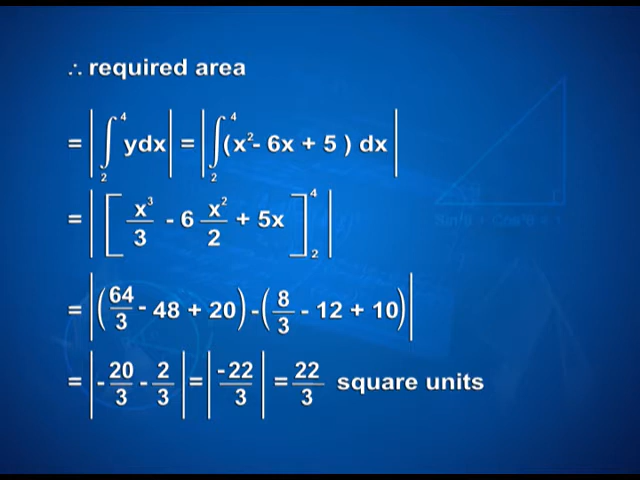 ∴ required area
= | ∫₂⁴ ydx | = | ∫₂⁴ (x² - 6x + 5 ) dx |
= | [ x³/3 - 6 x²/2 + 5x ]₂⁴ |
= | (64/3 - 48 + 20) - (8/3 - 12 + 10) |
= | - 20/3 - 2/3 | = | -22/3 | = 22/3 square units